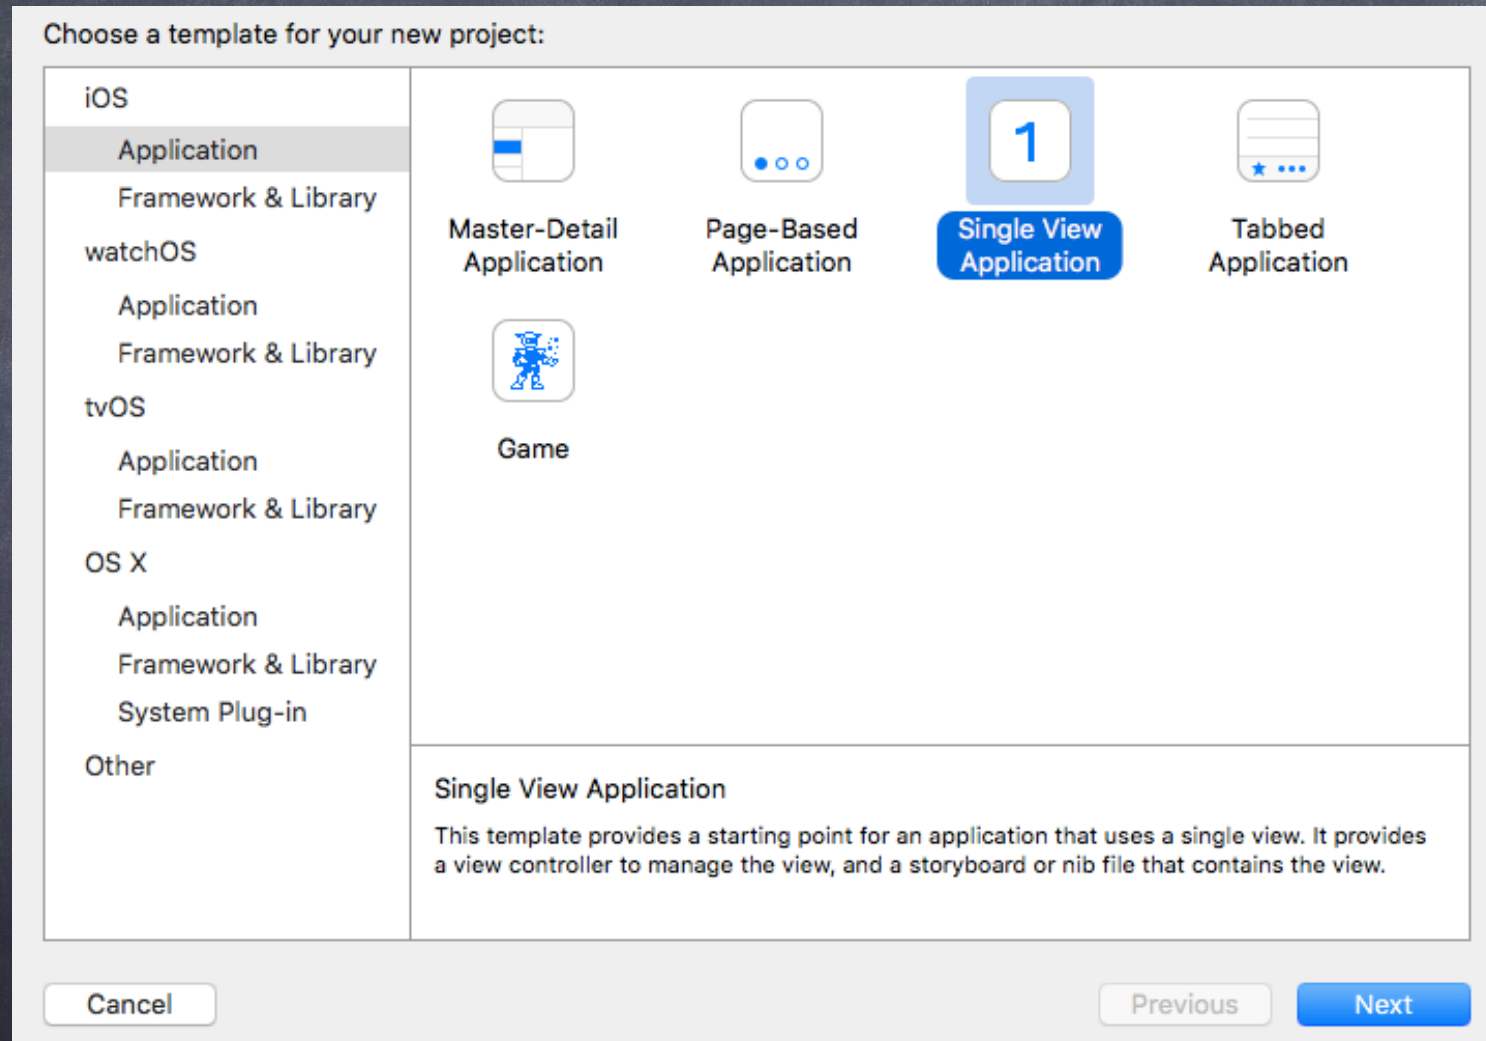 Choose a template for your new project:
iOS
Application
Framework & Library
watchOS
Application
Framework & Library
tvOS
Application
Framework & Library
OS X
Application
Framework & Library
System Plug-in
Other
Master-Detail
Application
Page-Based
Application
1
Single View
Application
Tabbed
Application
Game
Single View Application
This template provides a starting point for an application that uses a single view. It provides
a view controller to manage the view, and a storyboard or nib file that contains the view.
Cancel
Previous
Next